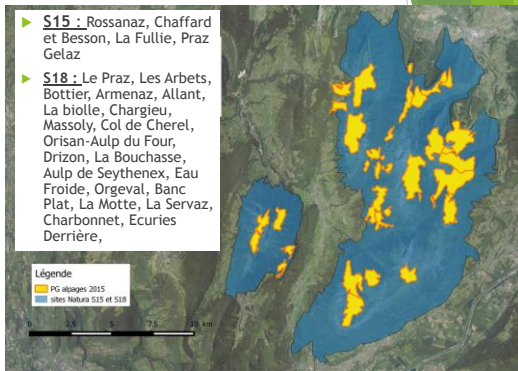 S15 : Rossanaz, Chaffard
et Besson, La Fullie, Praz
Gelaz
S18 : Le Praz, Les Arbets,
Bottier, Armenaz, Allant,
La biolle, Chargieu,
Massoly, Col de Cherel,
Orisan-Aulp du Four,
Drizon, La Bouchasse,
Aulp de Seythenex, Eau
Froide, Orgeval, Banc
Plat, La Motte, La Servaz,
Charbonnet, Ecuries
Derrière,
Légende
PG alpages 2015
sites Natura S15 et S18
0 2.5 5 7.5 10 km